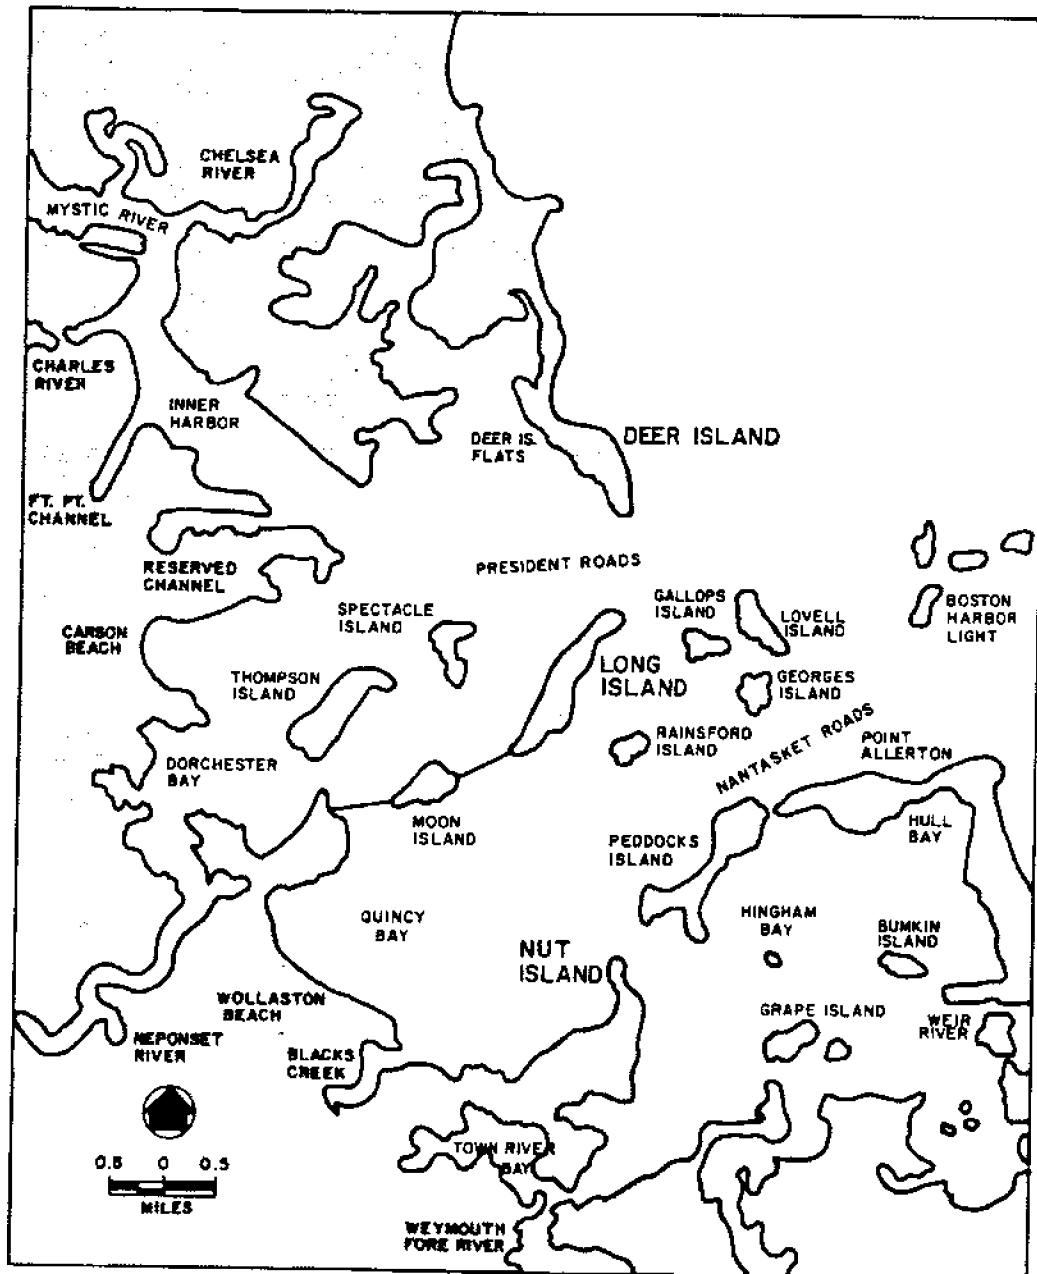 CHELSEA
RIVER
MYSTIC RIVER
CHARLES
RIVER
INNER
HARBOR
DEER IS.
FLATS
DEER ISLAND
FT. PT.
CHANNEL
RESERVED
CHANNEL
PRESIDENT ROADS
GALLOPS
ISLAND
LOVELL
ISLAND
BOSTON
HARBOR
LIGHT
SPECTACLE
ISLAND
CARSON
BEACH
LONG
ISLAND
THOMPSON
ISLAND
GEORGES
ISLAND
RAINSFORD
ISLAND
NANTASKET ROADS
POINT
ALLERTON
DORCHESTER
BAY
MOON
ISLAND
HULL
BAY
PEDDOCKS
ISLAND
QUINCY
BAY
HINGHAM
BAY
BUMKIN
ISLAND
NUT
ISLAND
WOLLASTON
BEACH
GRAPE ISLAND
WEIR
RIVER
NEPONSET
RIVER
BLACKS
CREEK
TOWN RIVER
BAY
0.5 0 0.5
MILES
WEYMOUTH
FORE RIVER